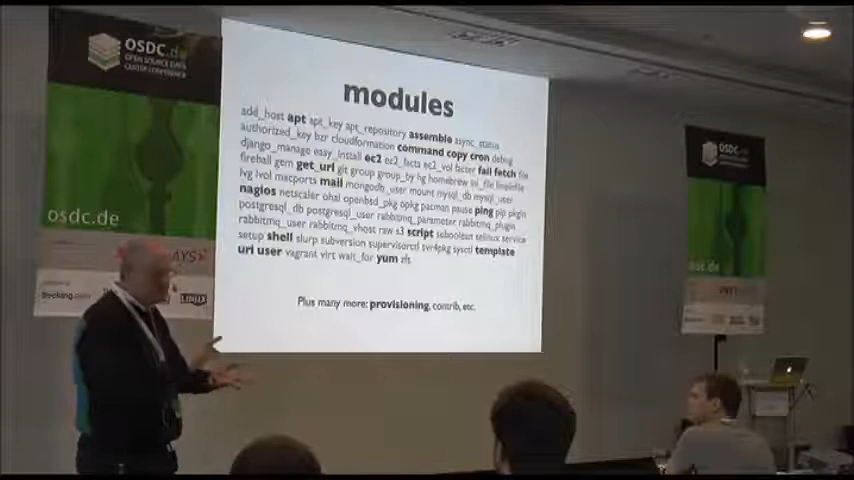 OSDC.de
OPEN SOURCE DATA
CENTER CONFERENCE
osdc.de
Booking.com
LINUX
modules
add_host apt apt_key apt_repository assemble async_status
authorized_key bzr cloudformation command copy cron debug
django_manage easy_install ec2 ec2_facts ec2_vol facter fail fetch file
fireball gem get_url git group group_by hg homebrew ini_file lineinfile
lvg lvol macports mail mongodb_user mount mysql_db mysql_user
nagios netscaler ohai openbsd_pkg opkg pacman pause ping pip pkgin
postgresql_db postgresql_user rabbitmq_parameter rabbitmq_plugin
rabbitmq_user rabbitmq_vhost raw s3 script seboolean selinux service
setup shell slurp subversion supervisorctl svr4pkg sysctl template
uri user vagrant virt wait_for yum zfs
Plus many more: provisioning, contrib, etc.
OSDC.de
osdc.de